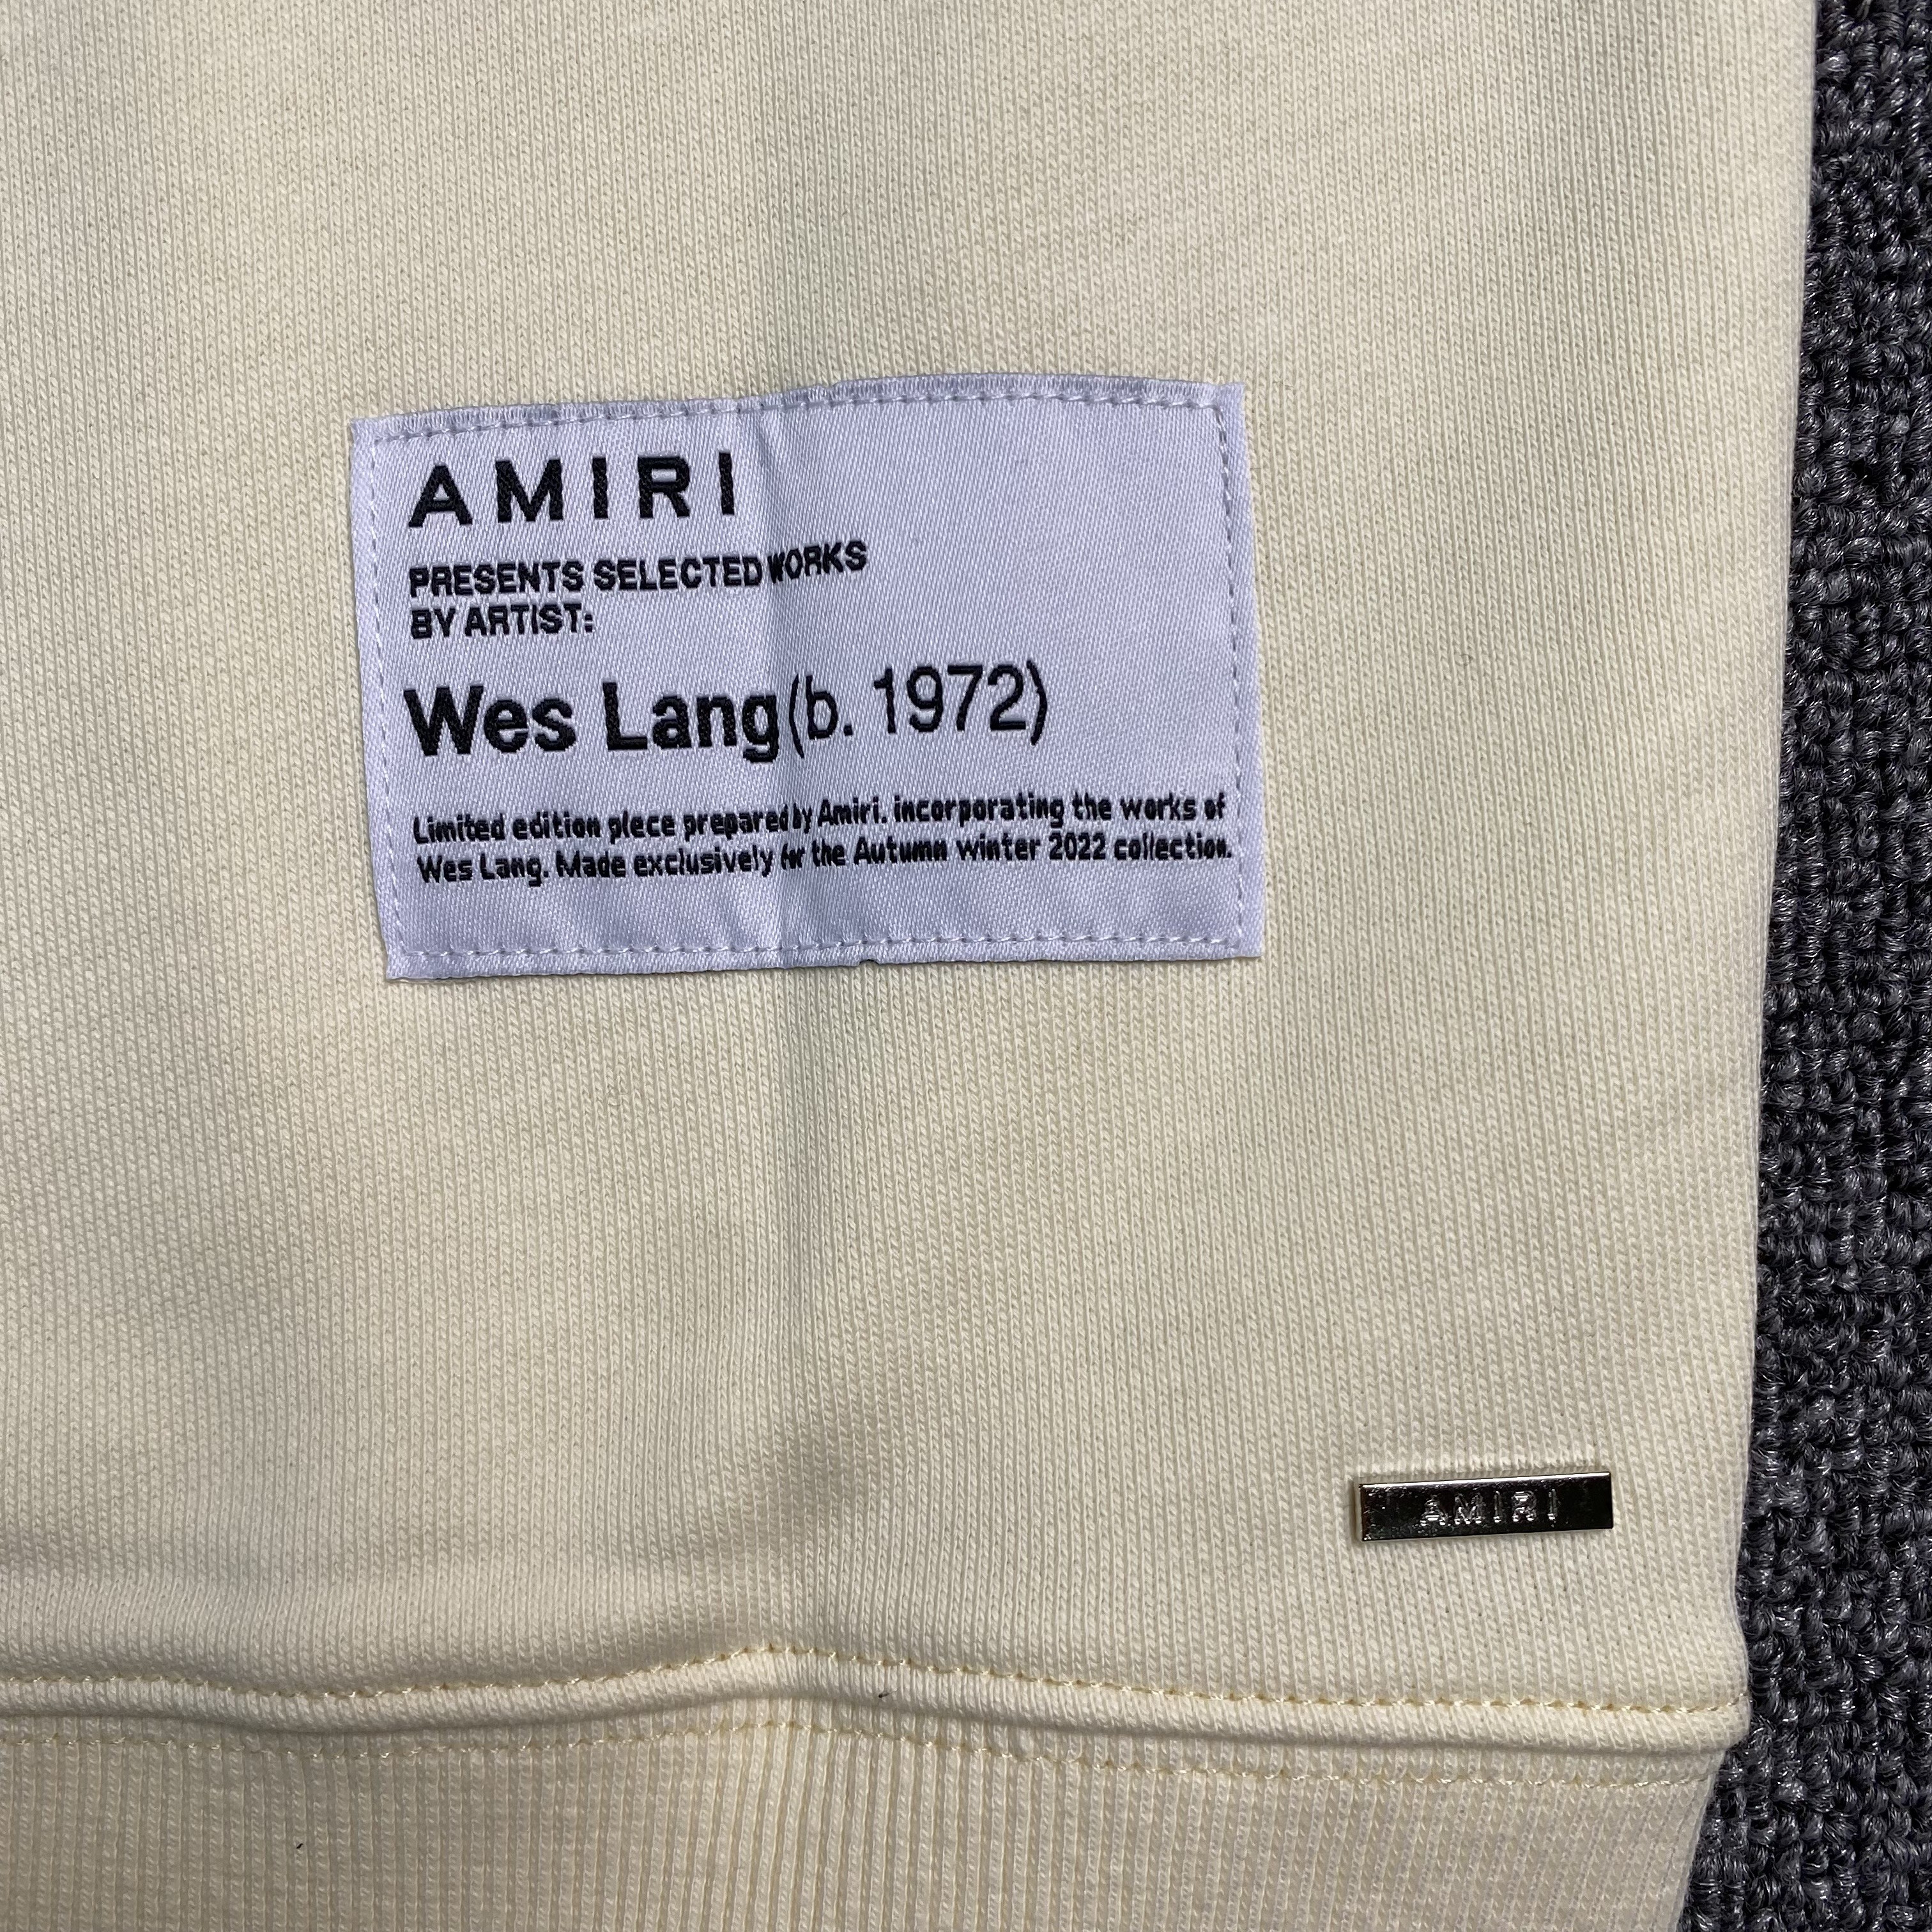 AMIRI
PRESENTS SELECTED WORKS
BY ARTIST:
Wes Lang (b. 1972)
Limited edition plece prepared by Amiri. incorporating the works of
Wes Lang. Made exclusively for the Autumn winter 2022 collection.
AMIRI